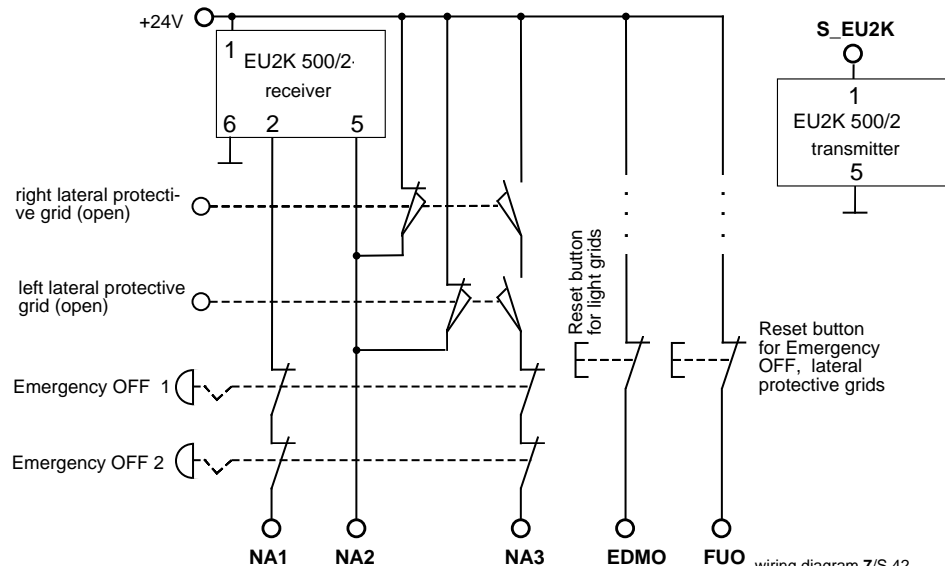 +24V
1
EU2K 500/2
receiver
6 2 5
S_EU2K
1
EU2K 500/2
transmitter
5
right lateral protecti-
ve grid (open)
left lateral protective
grid (open)
Reset button
for light grids
Reset button
for Emergency
OFF, lateral
protective grids
Emergency OFF 1
Emergency OFF 2
NA1 NA2 NA3 EDMO FUO
wiring diagram 7/S 42